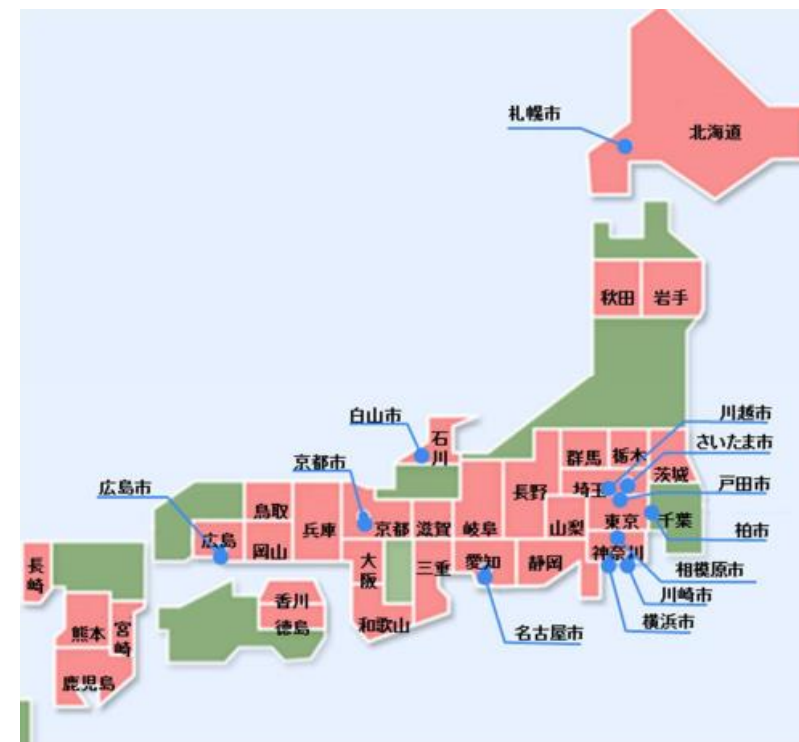 札幌市
北海道
秋田
岩手
白山市
石川
川越市
さいたま市
京都市
群馬
栃木
茨城
戸田市
広島市
長野
埼玉
鳥取
兵庫
京都
滋賀
岐阜
山梨
東京
千葉
柏市
広島
岡山
大阪
三重
愛知
静岡
神奈川
相模原市
長崎
川崎市
香川
徳島
和歌山
名古屋市
横浜市
熊本
宮崎
鹿児島